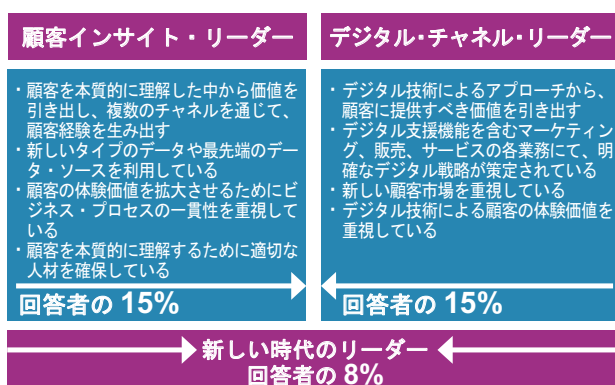 顧客インサイト・リーダー
・顧客を本質的に理解した中から価値を
引き出し、複数のチャネルを通じて、
顧客経験を生み出す
・新しいタイプのデータや最先端のデー
タ・ソースを利用している
・顧客の体験価値を拡大させるためにビ
ジネス・プロセスの一貫性を重視して
いる
・顧客を本質的に理解するために適切な
人材を確保している
回答者の 15%
デジタル・チャネル・リーダー
・デジタル技術によるアプローチから、
顧客に提供すべき価値を引き出す
・デジタル支援機能を含むマーケティン
グ、販売、サービスの各業務にて、明
確なデジタル戦略が策定されている
・新しい顧客市場を重視している
・デジタル技術による顧客の体験価値を
重視している
回答者の 15%
新しい時代のリーダー
回答者の 8%